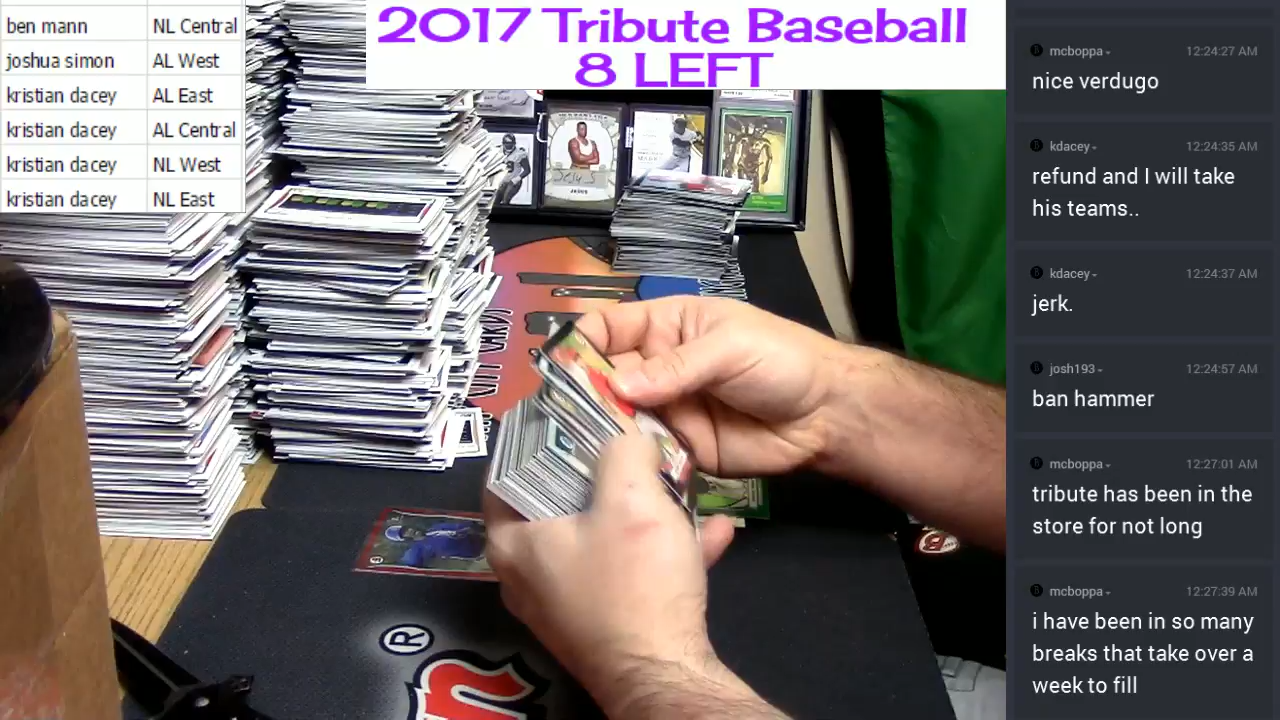 ben mann NL Central
joshua simon AL West
kristian dacey AL East
kristian dacey AL Central
kristian dacey NL West
kristian dacey NL East
2017 Tribute Baseball
8 LEFT
CITY CARDS
®
mcboppa 12:24:27 AM
nice verdugo
kdacey 12:24:35 AM
refund and I will take
his teams..
kdacey 12:24:37 AM
jerk.
josh193 12:24:57 AM
ban hammer
mcboppa 12:27:01 AM
tribute has been in the
store for not long
mcboppa 12:27:39 AM
i have been in so many
breaks that take over a
week to fill